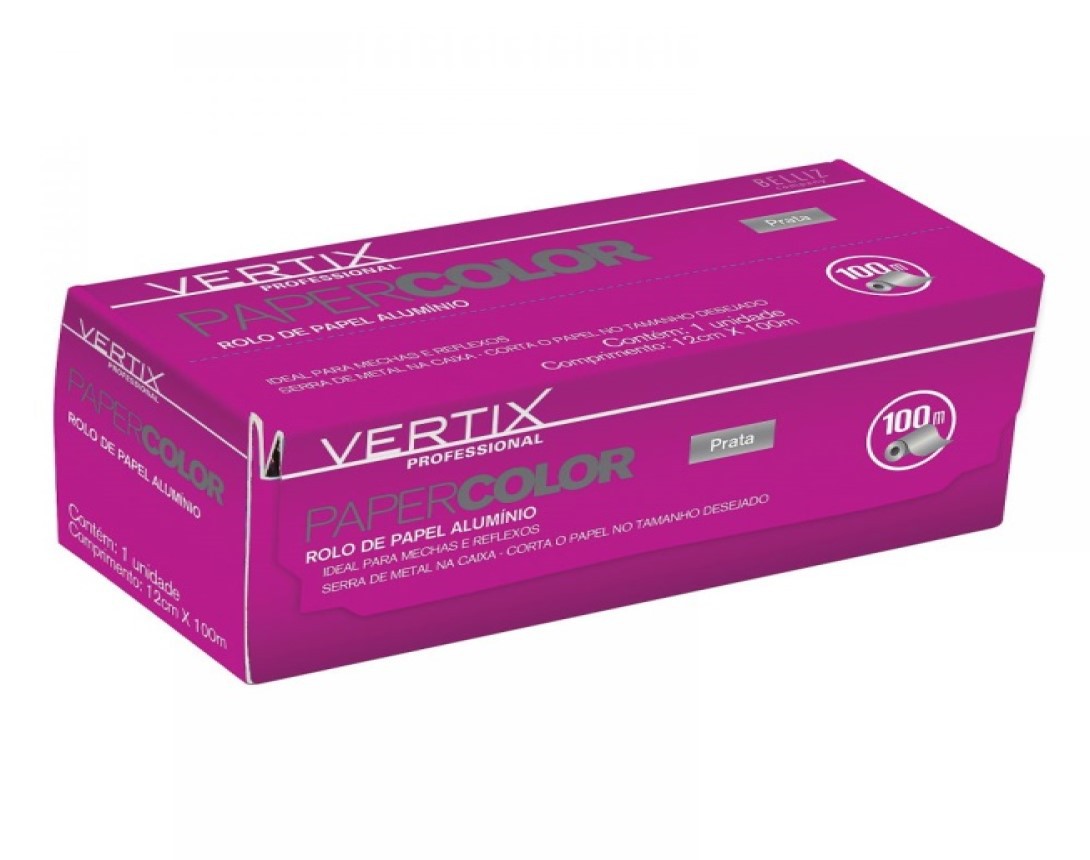 BELLIZ
company
VERTIX
PROFESSIONAL
PAPERCOLOR
ROLO DE PAPEL ALUMÍNIO
Prata
100m
IDEAL PARA MECHAS E REFLEXOS
SERRA DE METAL NA CAIXA - CORTA O PAPEL NO TAMANHO DESEJADO
Contém: 1 unidade
Comprimento: 12cm X 100m
VERTIX
PROFESSIONAL
PAPERCOLOR
ROLO DE PAPEL ALUMÍNIO
Contém: 1 unidade
Comprimento: 12cm X 100m
VERTIX
PROFESSIONAL
PAPERCOLOR
ROLO DE PAPEL ALUMÍNIO
IDEAL PARA MECHAS E REFLEXOS
SERRA DE METAL NA CAIXA - CORTA O PAPEL NO TAMANHO DESEJADO
Prata
100m